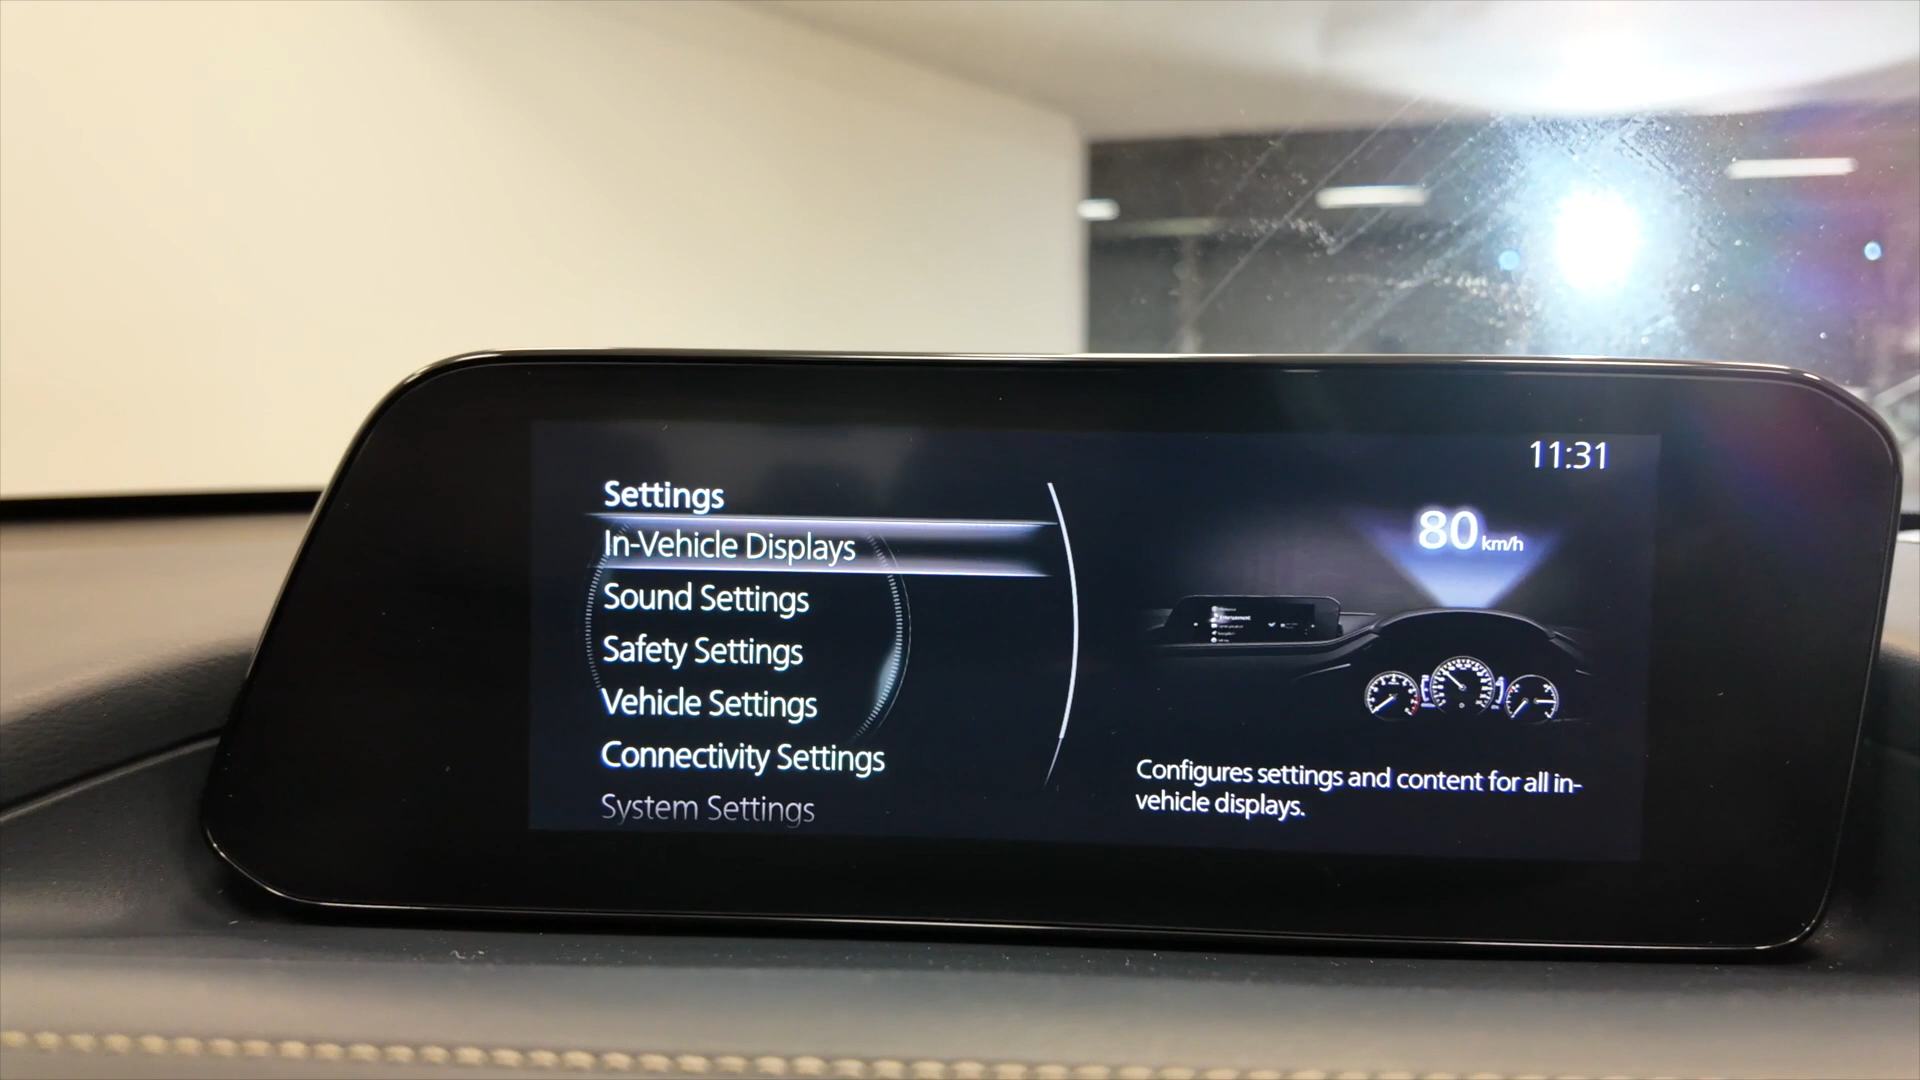 11:31
Settings
In-Vehicle Displays
Sound Settings
Safety Settings
Vehicle Settings
Connectivity Settings
System Settings
80 km/h
Configures settings and content for all in-
vehicle displays.